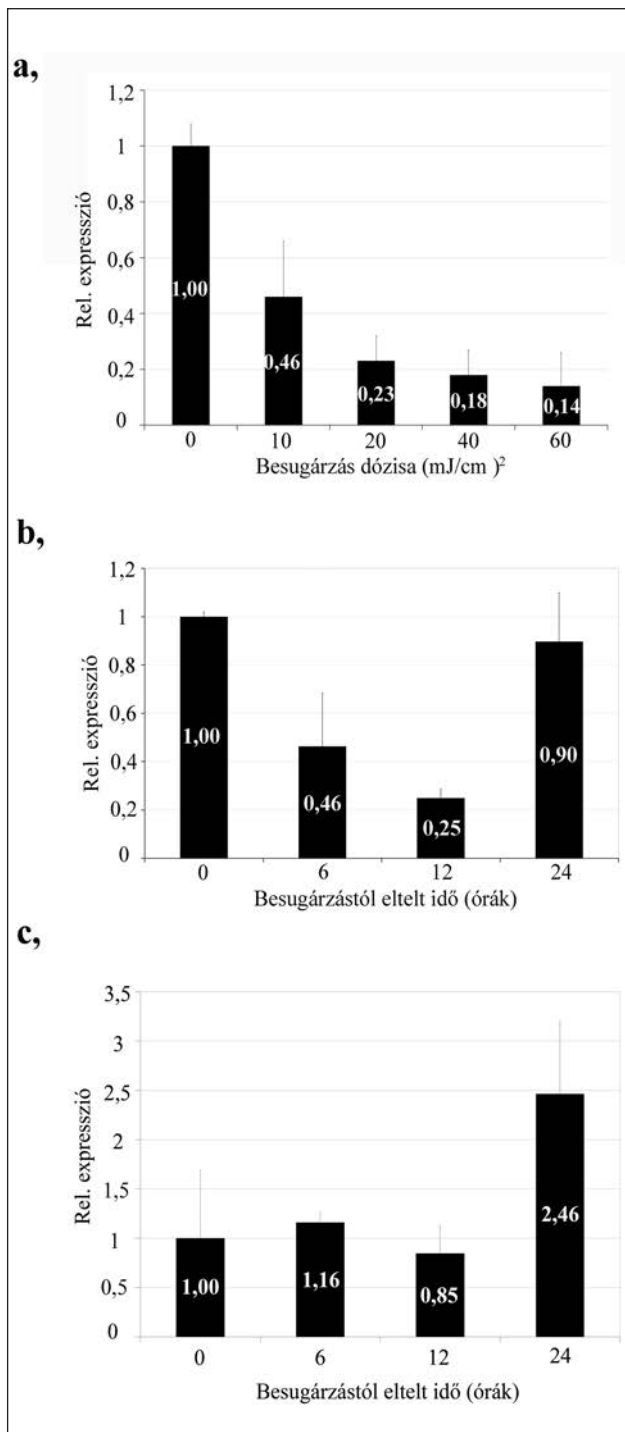 a,
1,2
1
0,8
0,6
0,4
0,2
0
Rel. expresszió
1,00
0,46
0,23
0,18
0,14
0 10 20 40 60
Besugárzás dózisa (mJ/cm )²
b,
1,2
1
0,8
0,6
0,4
0,2
0
Rel. expresszió
1,00
0,46
0,25
0,90
0 6 12 24
Besugárzástól eltelt idő (órák)
c,
3,5
3
2,5
2
1,5
1
0,5
0
Rel. expresszió
1,00
1,16
0,85
2,46
0 6 12 24
Besugárzástól eltelt idő (órák)